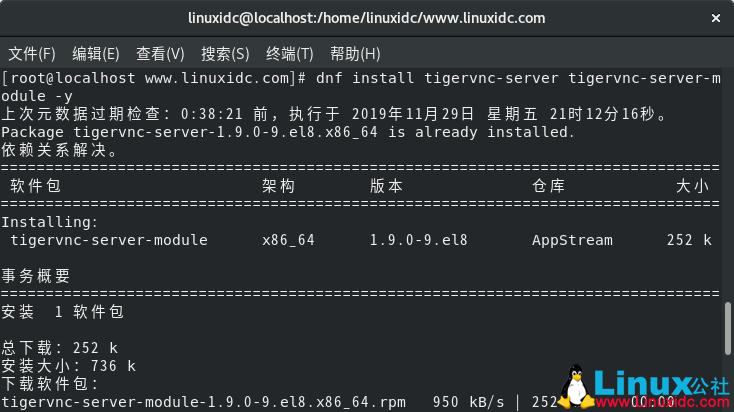 linuxidc@localhost:/home/linuxidc/www.linuxidc.com ×
文件(F) 编辑(E) 查看(V) 搜索(S) 终端(T) 帮助(H)
[root@localhost www.linuxidc.com]# dnf install tigervnc-server tigervnc-server-m
odule -y
上次元数据过期检查：0:38:21 前，执行于 2019年11月29日 星期五 21时12分16秒。
Package tigervnc-server-1.9.0-9.el8.x86_64 is already installed.
依赖关系解决。
================================================================================
软件包 架构 版本 仓库 大小
================================================================================
Installing:
tigervnc-server-module x86_64 1.9.0-9.el8 AppStream 252 k
事务概要
================================================================================
安装 1 软件包
总下载：252 k
安装大小：736 k
下载软件包：
tigervnc-server-module-1.9.0-9.el8.x86_64.rpm 950 kB/s | 252 00:00
Linux公社
www.Linuxidc.com